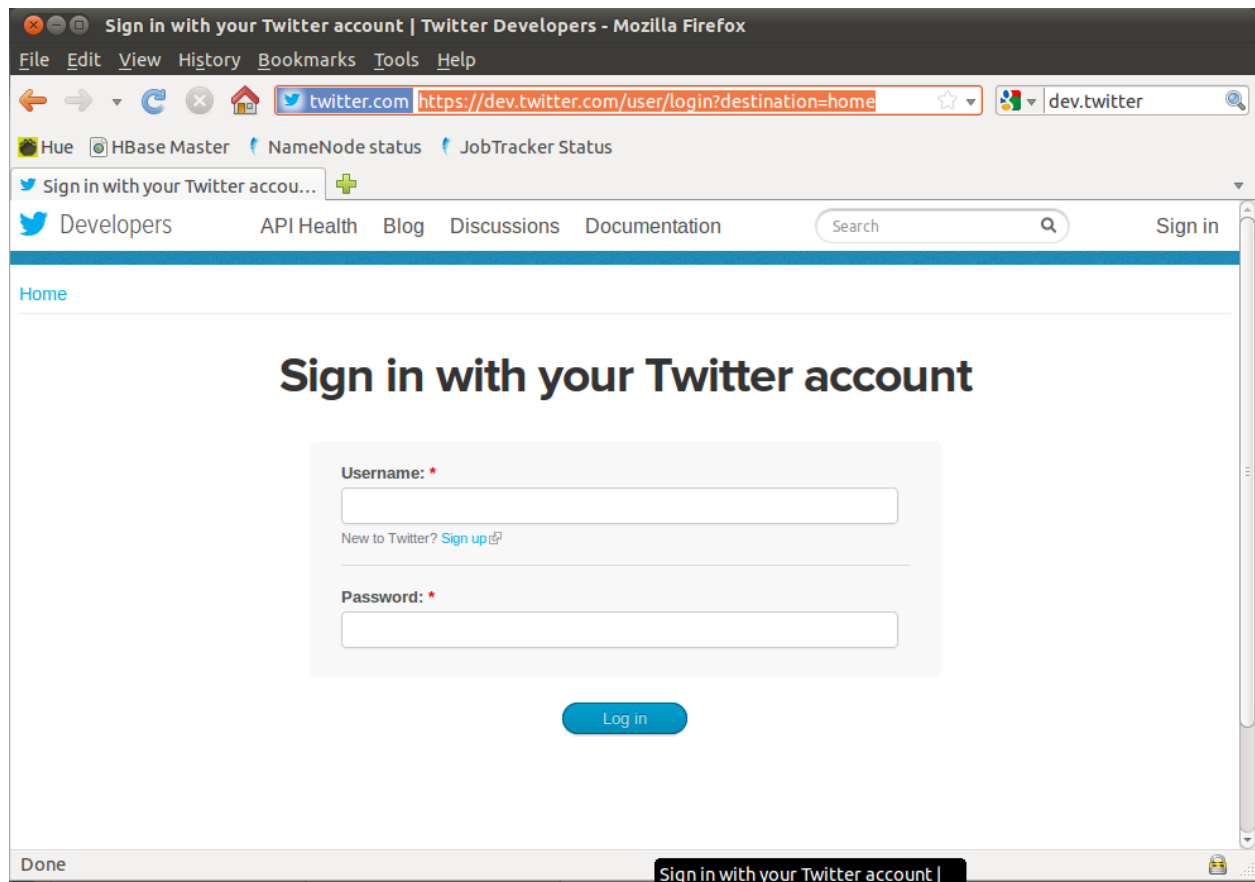 Sign in with your Twitter account | Twitter Developers - Mozilla Firefox
File Edit View History Bookmarks Tools Help
twitter.com https://dev.twitter.com/user/login?destination=home dev.twitter
Hue HBase Master NameNode status JobTracker Status
Sign in with your Twitter accou...
Developers API Health Blog Discussions Documentation Search Sign in
Home
Sign in with your Twitter account
Username: *
New to Twitter? Sign up
Password: *
Log in
Done
Sign in with your Twitter account |